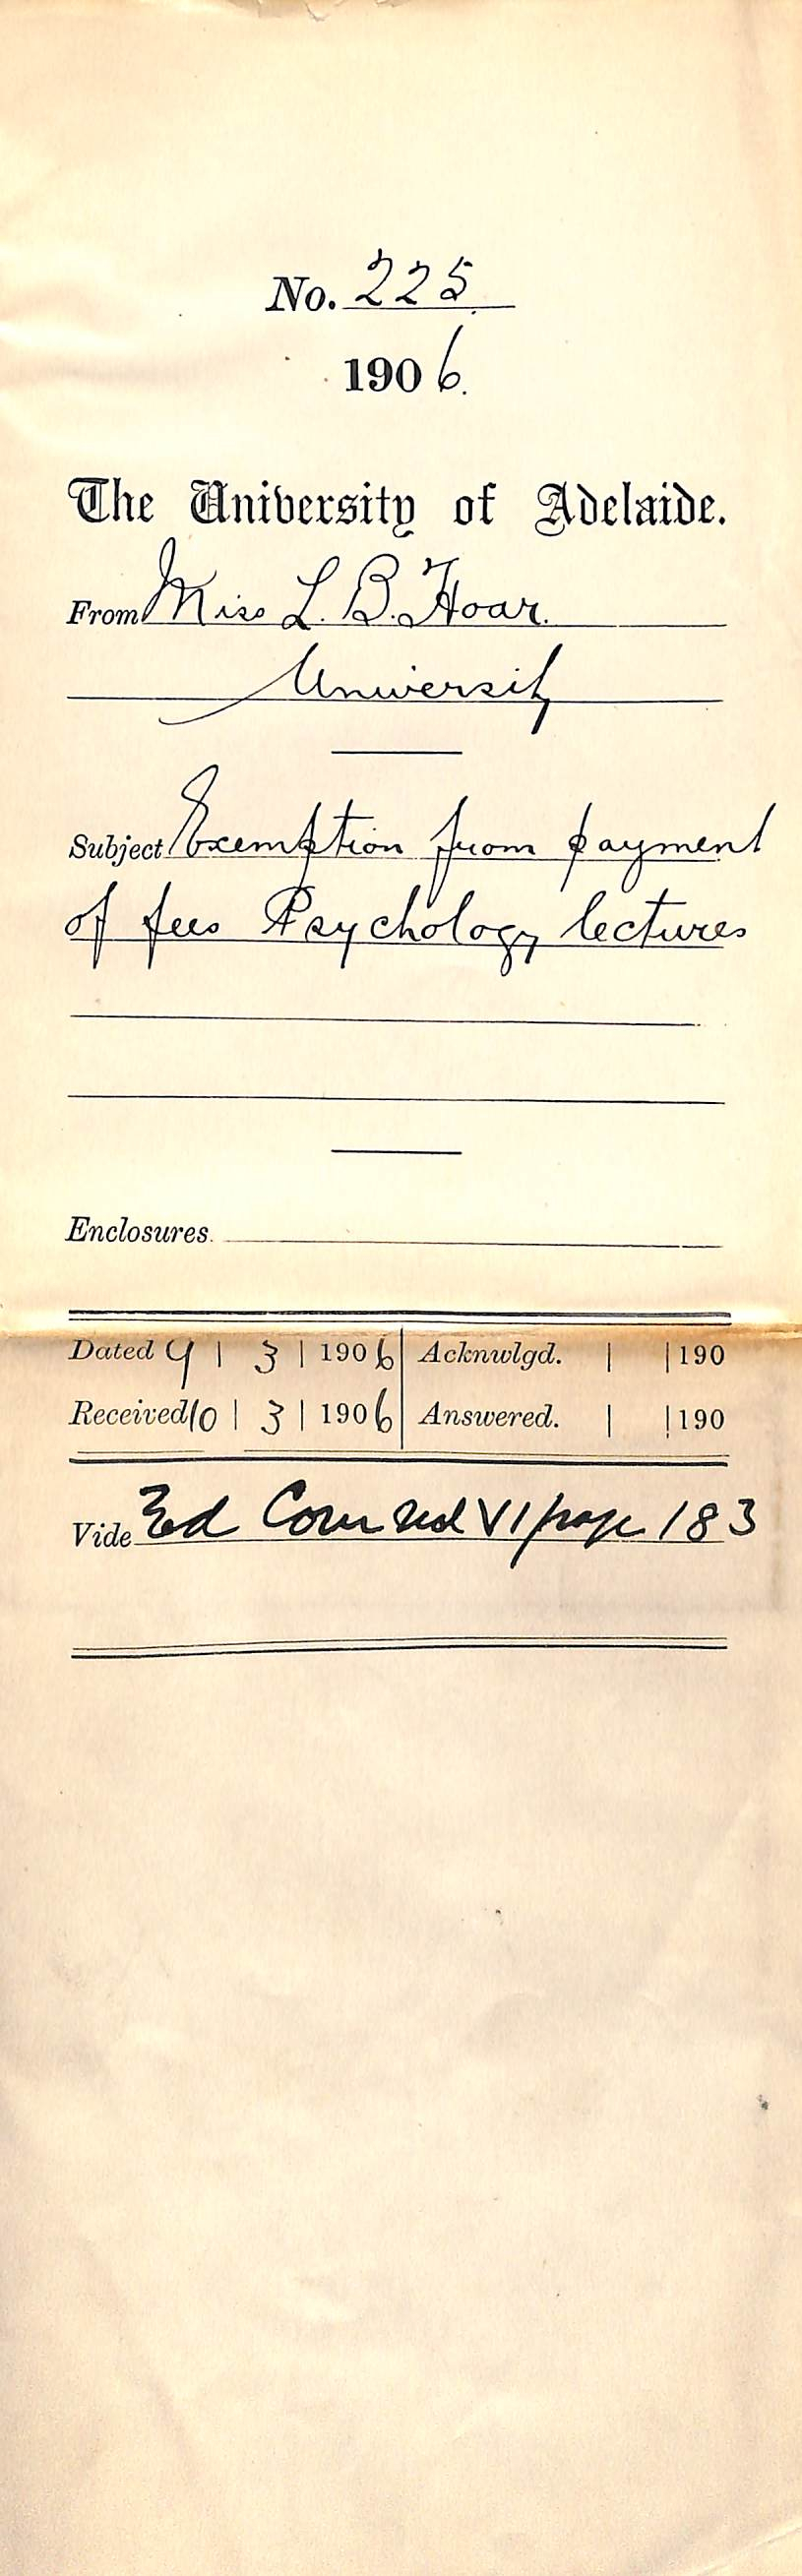 No. 225.
1906.
The University of Adelaide.
From Miss L. B. Hoar.
University
Subject Exemption from payment
of fees Psychology lectures
Enclosures.
Dated 9 | 3 | 1906 Acknwlgd. | | 190
Received 10 | 3 | 1906 Answered. | | 190
Vide Ed Com VI page 183